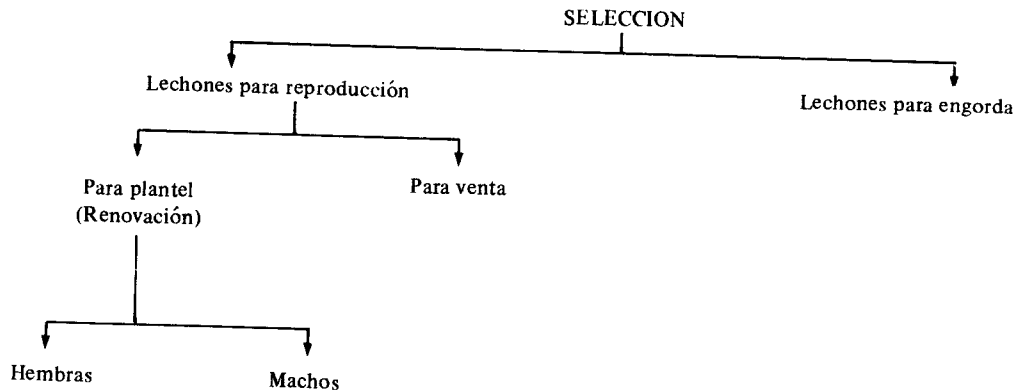 SELECCION
Lechones para reproducción
Lechones para engorda
Para plantel
(Renovación)
Para venta
Hembras
Machos